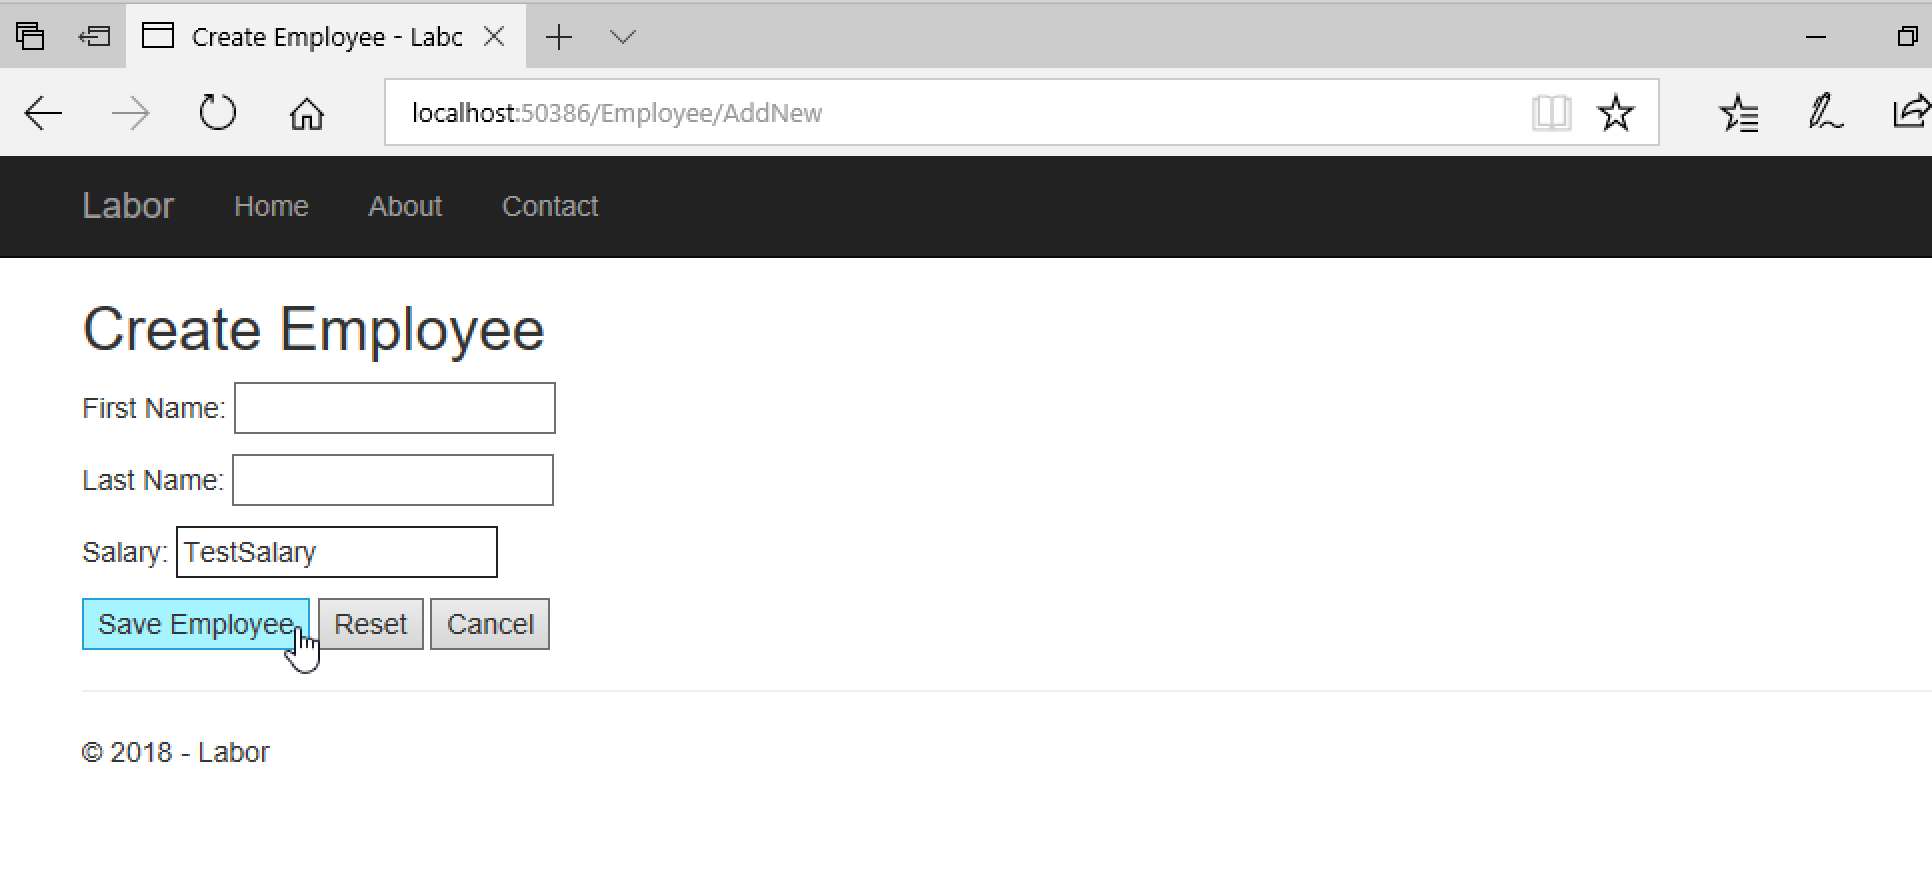 Create Employee - Labc
localhost:50386/Employee/AddNew
Labor Home About Contact
Create Employee
First Name:
Last Name:
Salary: TestSalary
Save Employee Reset Cancel
© 2018 - Labor